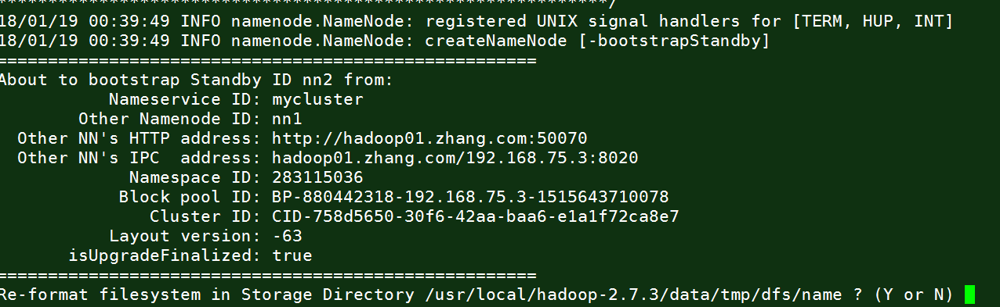 ************************************************************/
18/01/19 00:39:49 INFO namenode.NameNode: registered UNIX signal handlers for [TERM, HUP, INT]
18/01/19 00:39:49 INFO namenode.NameNode: createNameNode [-bootstrapStandby]
=====================================================
About to bootstrap Standby ID nn2 from:
           Nameservice ID: mycluster
        Other Namenode ID: nn1
  Other NN's HTTP address: http://hadoop01.zhang.com:50070
  Other NN's IPC  address: hadoop01.zhang.com/192.168.75.3:8020
             Namespace ID: 283115036
            Block pool ID: BP-880442318-192.168.75.3-1515643710078
               Cluster ID: CID-758d5650-30f6-42aa-baa6-e1a1f72ca8e7
           Layout version: -63
       isUpgradeFinalized: true
=====================================================
Re-format filesystem in Storage Directory /usr/local/hadoop-2.7.3/data/tmp/dfs/name ? (Y or N)